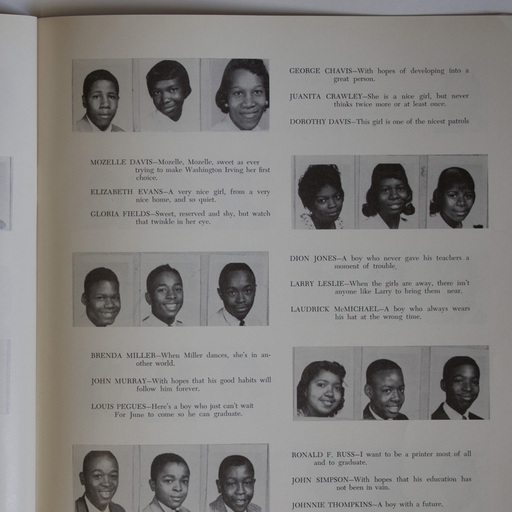 GEORGE CHAVIS—With hopes of developing into a
great person.
JUANITA CRAWLEY—She is a nice girl, but never
thinks twice more or at least once.
DOROTHY DAVIS—This girl is one of the nicest patrols
MOZELLE DAVIS—Mozelle, Mozelle, sweet as ever
trying to make Washington Irving her first
choice.
ELIZABETH EVANS—A very nice girl, from a very
nice home, and so quiet.
GLORIA FIELDS—Sweet, reserved and shy, but watch
that twinkle in her eye.
DION JONES—A boy who never gave his teachers a
moment of trouble.
LARRY LESLIE—When the girls are away, there isn't
anyone like Larry to bring them near.
LAUDRICK McMICHAEL—A boy who always wears
his hat at the wrong time.
BRENDA MILLER—When Miller dances, she's in an-
other world.
JOHN MURRAY—With hopes that his good habits will
follow him forever.
LOUIS PEGUES—Here's a boy who just can't wait
For June to come so he can graduate.
RONALD F. RUSS—I want to be a printer most of all
and to graduate.
JOHN SIMPSON—With hopes that his education has
not been in vain.
JOHNNIE THOMPKINS—A boy with a future.